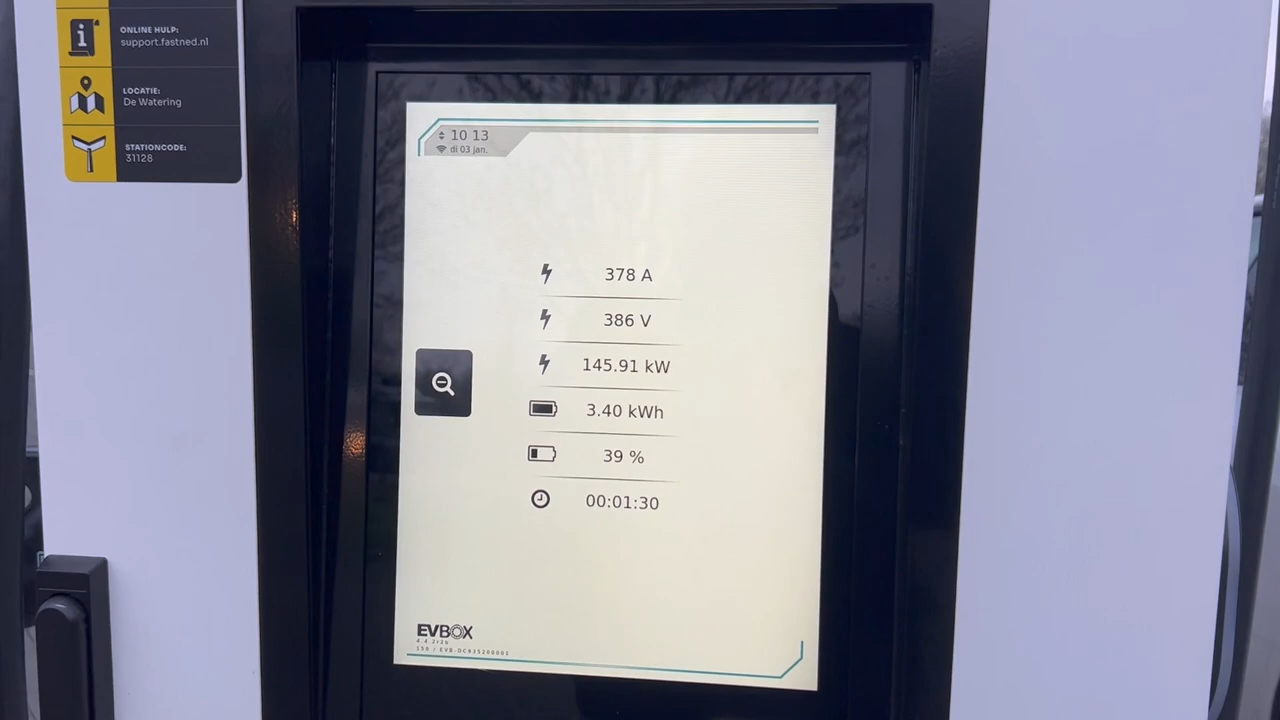 ONLINE HULP:
support.fastned.nl
LOCATIE:
De Watering
STATIONCODE:
31128
10 13
di 03 jan.
378 A
386 V
145.91 kW
3.40 kWh
39 %
00:01:30
EVBOX